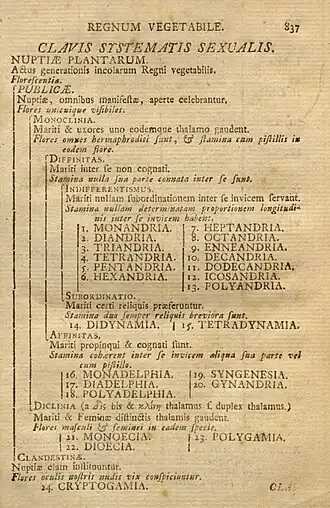 REGNUM VEGETABILE. 837
CLAVIS SYSTEMATIS SEXUALIS.
NUPTIÆ PLANTARUM.
Actus generationis incolarum Regni vegetabilis.
Florescentia.
PUBLICÆ.
Nuptiæ, omnibus manifestæ, aperte celebrantur.
Flores unicuique visibiles.
MONOCLINIA.
Mariti & uxores uno eodemque thalamo gaudent.
Flores omnes hermaphroditi sunt, & stamina cum pistillis in
eodem flore.
DIFFINITAS.
Mariti inter se non cognati.
Stamina nulla sua parte connata inter se sunt.
INDIFFERENTISMUS.
Mariti nullam subordinationem inter se invicem servant.
Stamina nullam determinatam proportionem longitudi-
nis inter se invicem habent.
1. MONANDRIA. 7. HEPTANDRIA.
2. DIANDRIA. 8. OCTANDRIA.
3. TRIANDRIA. 9. ENNEANDRIA.
4. TETRANDRIA. 10. DECANDRIA.
5. PENTANDRIA. 11. DODECANDRIA.
6. HEXANDRIA. 12. ICOSANDRIA.
13. POLYANDRIA.
SUBORDINATIO.
Mariti certi reliquis præferuntur.
Stamina duo semper reliquis breviora sunt.
14. DIDYNAMIA. 15. TETRADYNAMIA.
AFFINITAS.
Mariti propinqui & cognati sunt.
Stamina cohærent inter se invicem aliqua sua parte vel
cum pistillo.
16. MONADELPHIA. 19. SYNGENESIA.
17. DIADELPHIA. 20. GYNANDRIA.
18. POLYADELPHIA.
DICLINIA (a δις bis & κλίνη thalamus s. duplex thalamus.)
Mariti & Feminæ distinctis thalamis gaudent.
Flores masculi & feminei in eadem specie.
21. MONOECIA. 23. POLYGAMIA.
22. DIOECIA.
CLANDESTINÆ.
Nuptiæ clam instituuntur.
Flores oculis nostris nudis vix conspiciuntur.
24. CRYPTOGAMIA. CLAS-